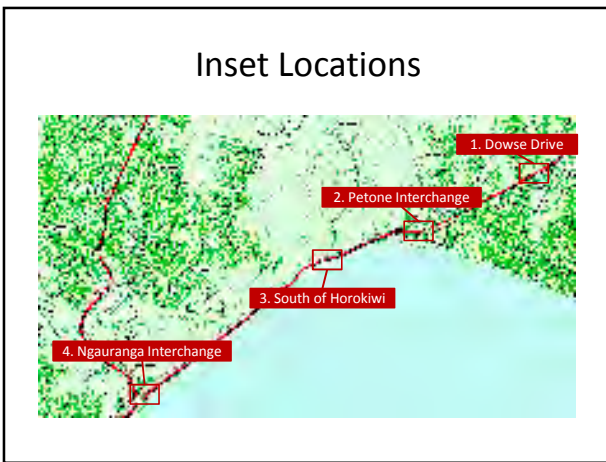 Inset Locations
1. Dowse Drive
2. Petone Interchange
3. South of Horokiwi
4. Ngauranga Interchange